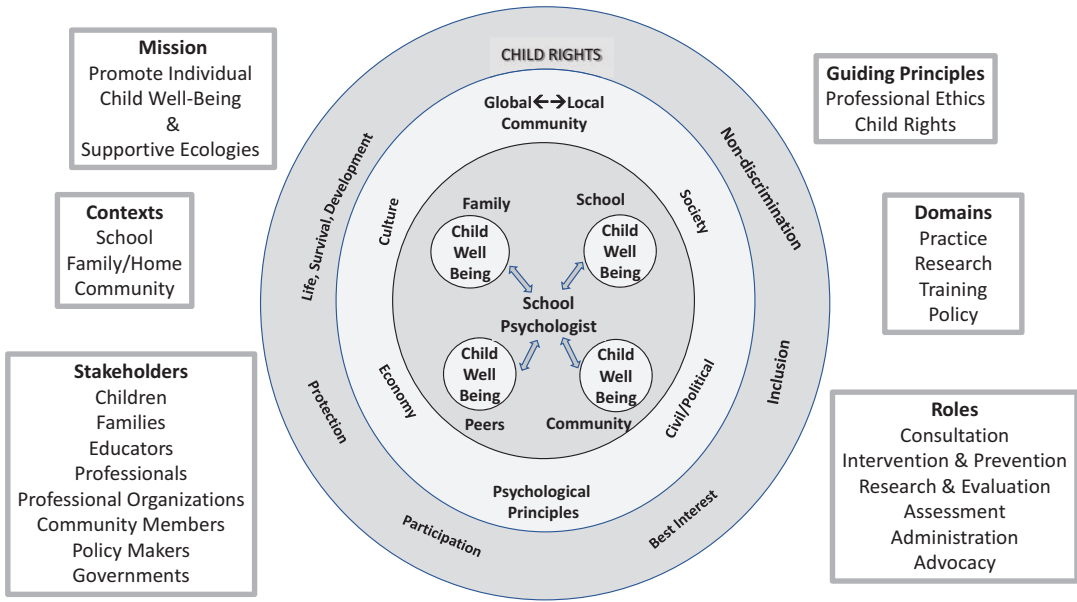 Mission
Promote Individual
Child Well-Being
&
Supportive Ecologies
Contexts
School
Family/Home
Community
Stakeholders
Children
Families
Educators
Professionals
Professional Organizations
Community Members
Policy Makers
Governments
CHILD RIGHTS
Life, Survival, Development
Non-discrimination
Protection
Inclusion
Participation
Best Interest
Global ←→ Local
Community
Culture
Society
Economy
Civil/Political
Psychological
Principles
Family
Child
Well
Being
School
Child
Well
Being
School
Psychologist
Child
Well
Being
Peers
Child
Well
Being
Community
Guiding Principles
Professional Ethics
Child Rights
Domains
Practice
Research
Training
Policy
Roles
Consultation
Intervention & Prevention
Research & Evaluation
Assessment
Administration
Advocacy